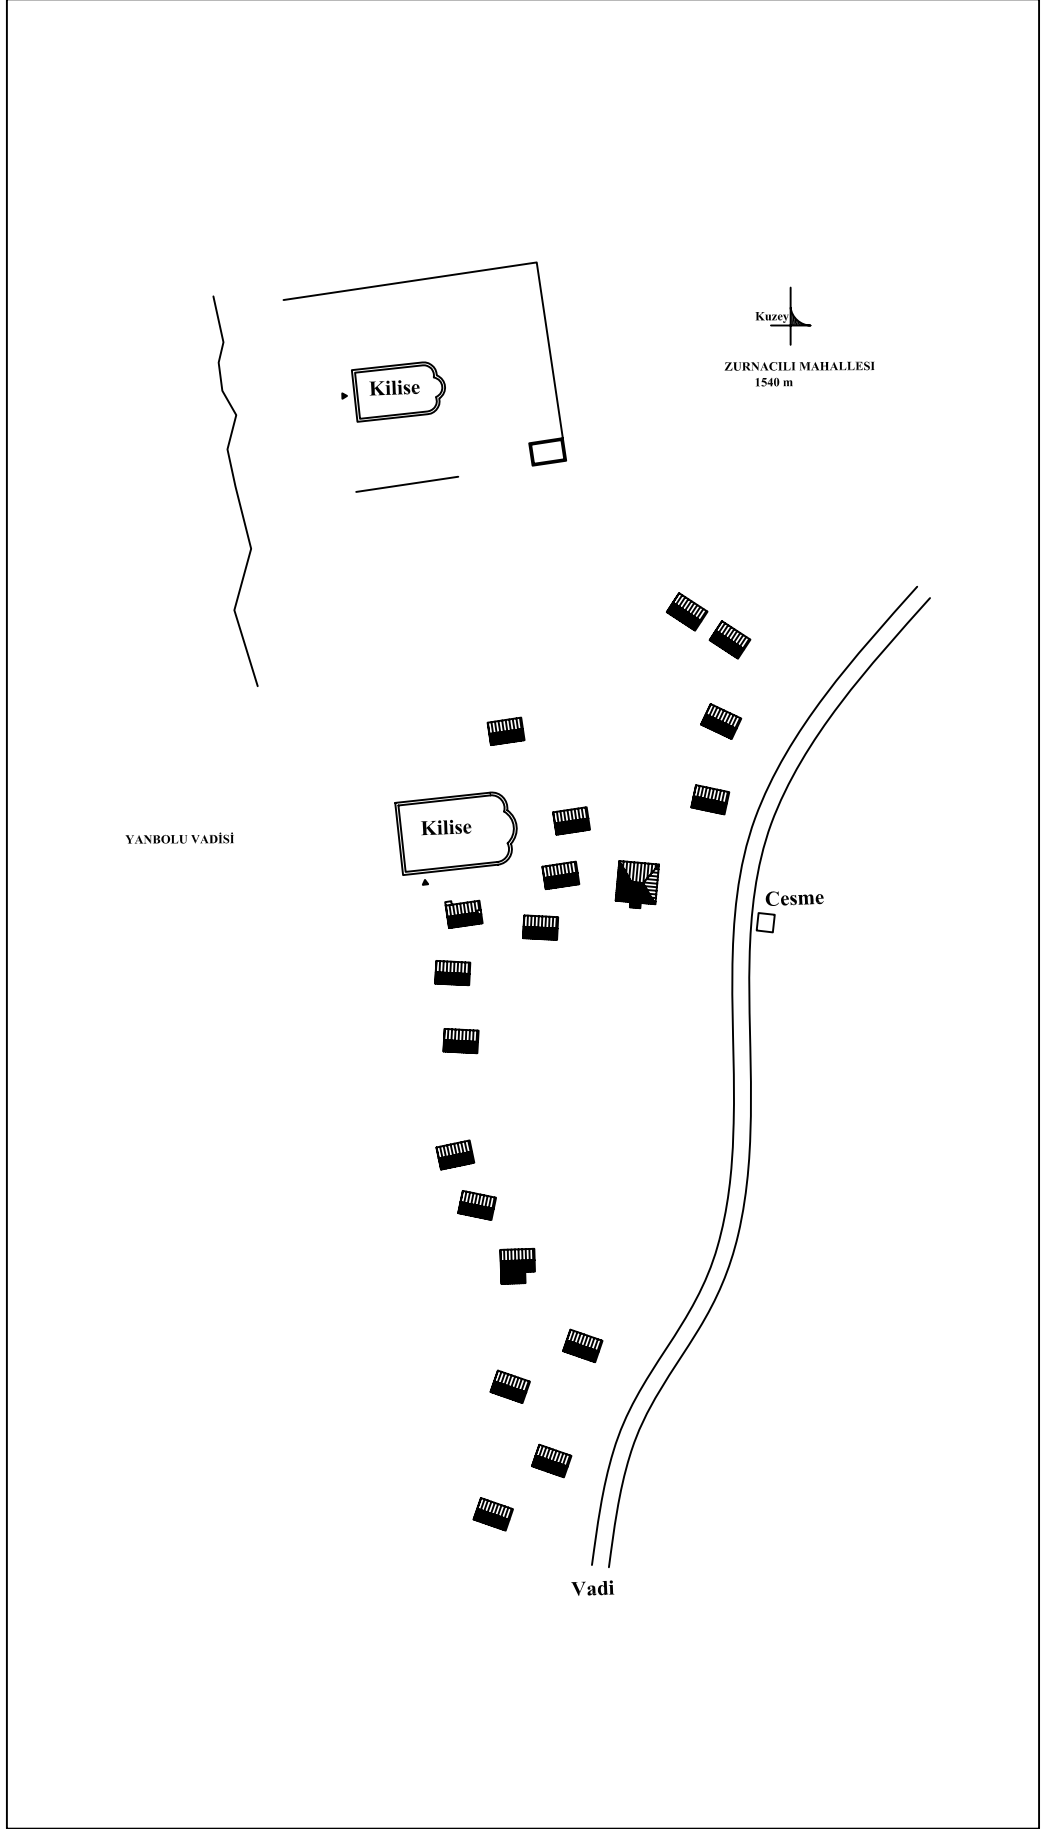 Kuzey
ZURNACILI MAHALLESI
1540 m
Kilise
Kilise
YANBOLU VADİSİ
Cesme
Vadi